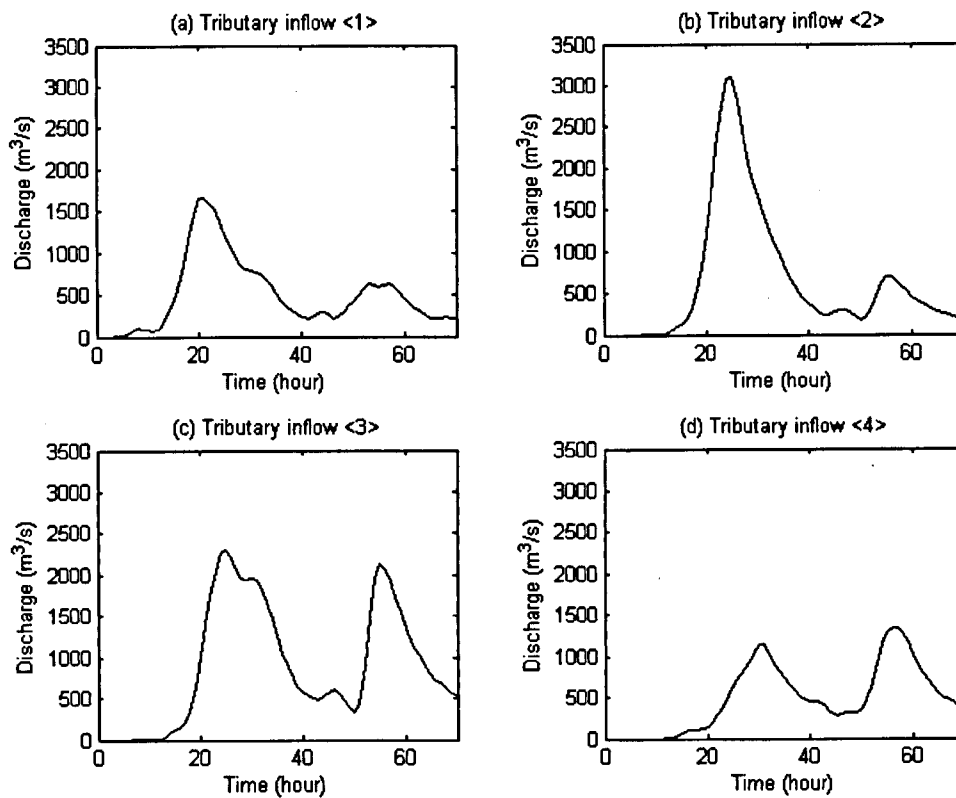 (a) Tributary inflow <1>
3500
3000
2500
2000
1500
1000
500
0
Discharge (m³/s)
0 20 40 60
Time (hour)
(b) Tributary inflow <2>
3500
3000
2500
2000
1500
1000
500
0
Discharge (m³/s)
0 20 40 60
Time (hour)
(c) Tributary inflow <3>
3500
3000
2500
2000
1500
1000
500
0
Discharge (m³/s)
0 20 40 60
Time (hour)
(d) Tributary inflow <4>
3500
3000
2500
2000
1500
1000
500
0
Discharge (m³/s)
0 20 40 60
Time (hour)